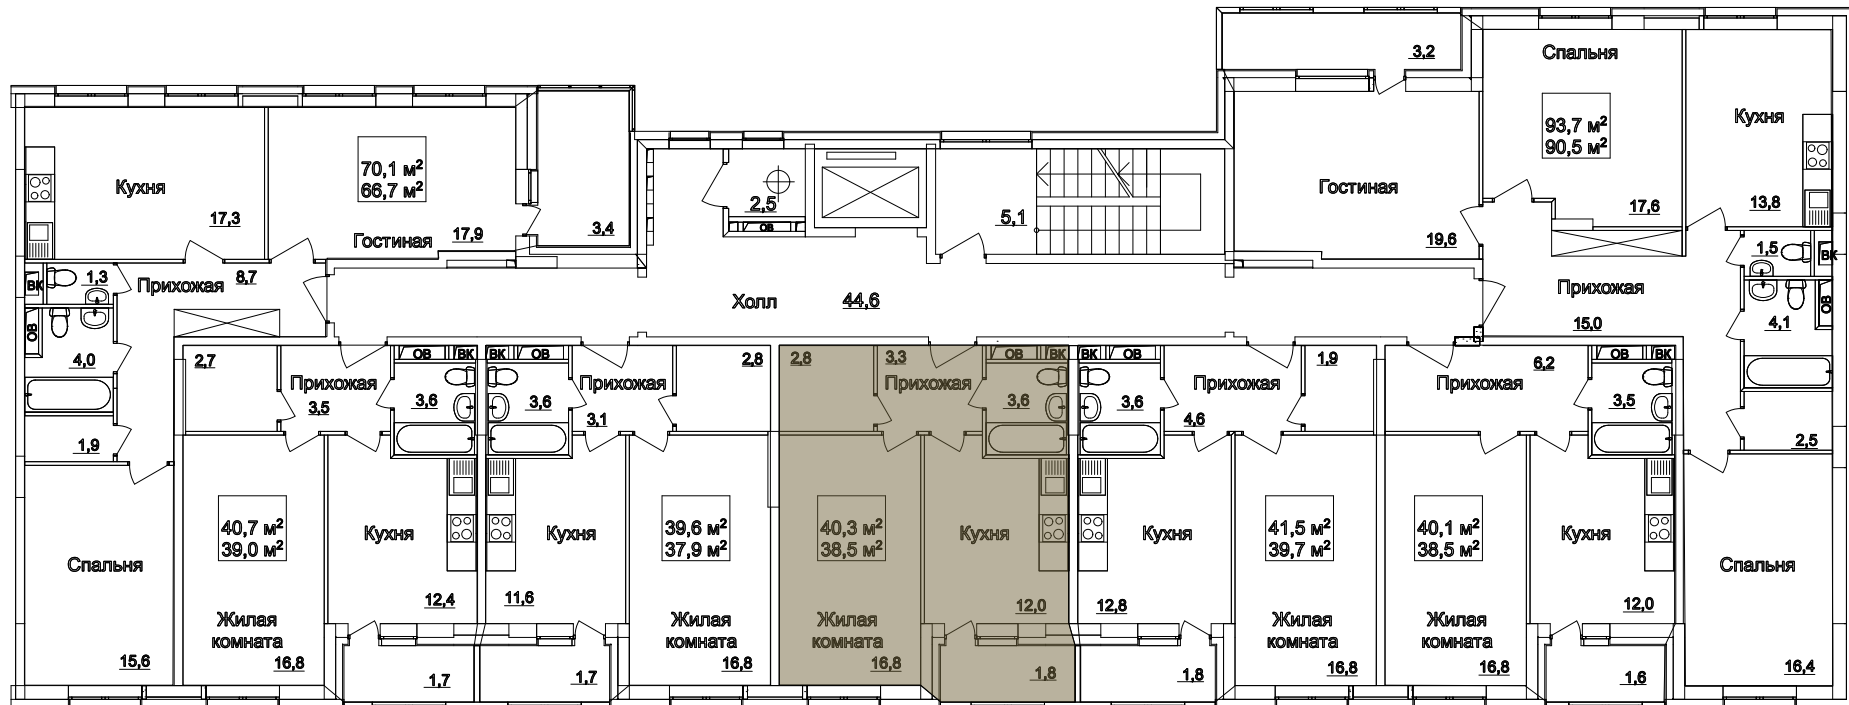 3,2
Спальня
93,7 м²
90,5 м²
Кухня
17,6
13,8
70,1 м²
66,7 м²
Кухня
17,3
Гостиная
17,9
3,4
2,5
ОВ
5,1
Гостиная
19,6
1,5
ВК
ВК
1,3
Прихожая
8,7
Холл
44,6
Прихожая
15,0
4,1
ОВ
ОВ
4,0
2,7
Прихожая
3,5
ОВ
ВК
3,6
ВК
ОВ
3,6
Прихожая
3,1
2,8
2,8
3,3
Прихожая
ОВ
ВК
3,6
ВК
ОВ
3,6
Прихожая
4,6
1,9
Прихожая
6,2
ОВ
ВК
3,5
2,5
1,9
Спальня
15,6
40,7 м²
39,0 м²
Жилая
комната
16,8
Кухня
12,4
1,7
Кухня
11,6
1,7
39,6 м²
37,9 м²
Жилая
комната
16,8
40,3 м²
38,5 м²
Жилая
комната
16,8
Кухня
12,0
1,8
Кухня
12,8
1,8
41,5 м²
39,7 м²
Жилая
комната
16,8
40,1 м²
38,5 м²
Жилая
комната
16,8
Кухня
12,0
1,6
Спальня
16,4